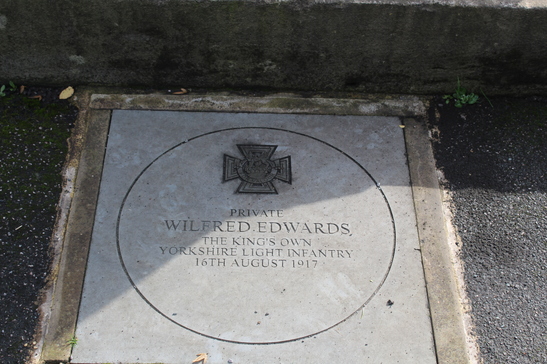 PRIVATE
WILFRED EDWARDS,
THE KING'S OWN
YORKSHIRE LIGHT INFANTRY
16TH AUGUST 1917